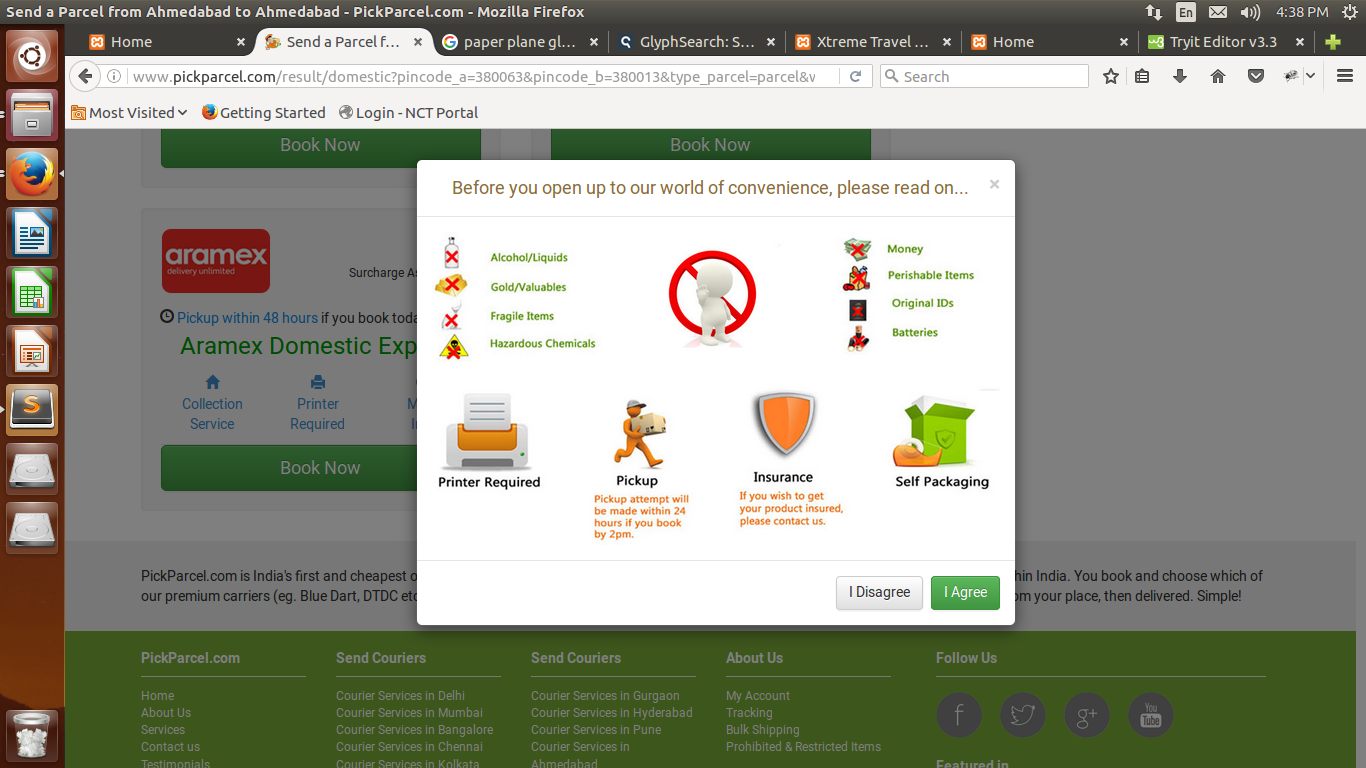 Send a Parcel from Ahmedabad to Ahmedabad - PickParcel.com - Mozilla Firefox
En
4:38 PM
Home
Send a Parcel f...
paper plane gl...
GlyphSearch: S...
Xtreme Travel ...
Home
Tryit Editor v3.3
www.pickparcel.com/result/domestic?pincode_a=380063&pincode_b=380013&type_parcel=parcel&v
Search
Most Visited
Getting Started
Login - NCT Portal
Book Now
Book Now
Before you open up to our world of convenience, please read on...
×
aramex
delivery unlimited
Surcharge As
Pickup within 48 hours if you book toda
Aramex Domestic Exp
Collection
Service
Printer
Required
M
In
Book Now
Alcohol/Liquids
Gold/Valuables
Fragile Items
Hazardous Chemicals
Money
Perishable Items
Original IDs
Batteries
Printer Required
Pickup
Pickup attempt will
be made within 24
hours if you book
by 2pm.
Insurance
If you wish to get
your product insured,
please contact us.
Self Packaging
I Disagree
I Agree
PickParcel.com is India's first and cheapest o
hin India. You book and choose which of
our premium carriers (eg. Blue Dart, DTDC etc
om your place, then delivered. Simple!
PickParcel.com
Home
About Us
Services
Contact us
Testimonials
Send Couriers
Courier Services in Delhi
Courier Services in Mumbai
Courier Services in Bangalore
Courier Services in Chennai
Courier Services in Kolkata
Send Couriers
Courier Services in Gurgaon
Courier Services in Hyderabad
Courier Services in Pune
Courier Services in
Ahmedabad
About Us
My Account
Tracking
Bulk Shipping
Prohibited & Restricted Items
Follow Us
f
g+
You
Tube
Featured in